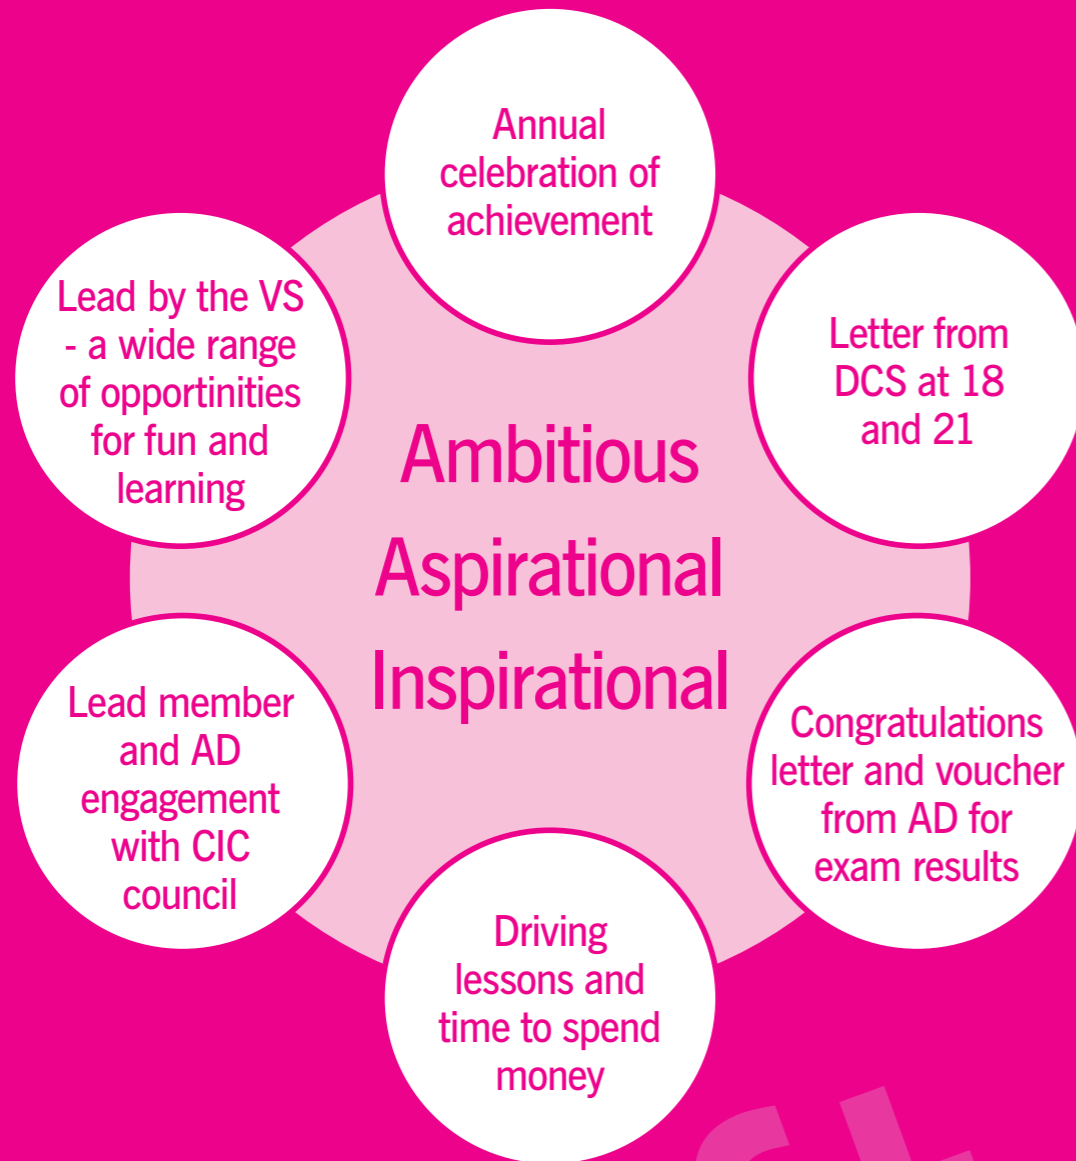 Annual
celebration of
achievement
Letter from
DCS at 18
and 21
Congratulations
letter and voucher
from AD for
exam results
Driving
lessons and
time to spend
money
Lead member
and AD
engagement
with CIC
council
Lead by the VS
- a wide range
of opportinities
for fun and
learning
Ambitious
Aspirational
Inspirational